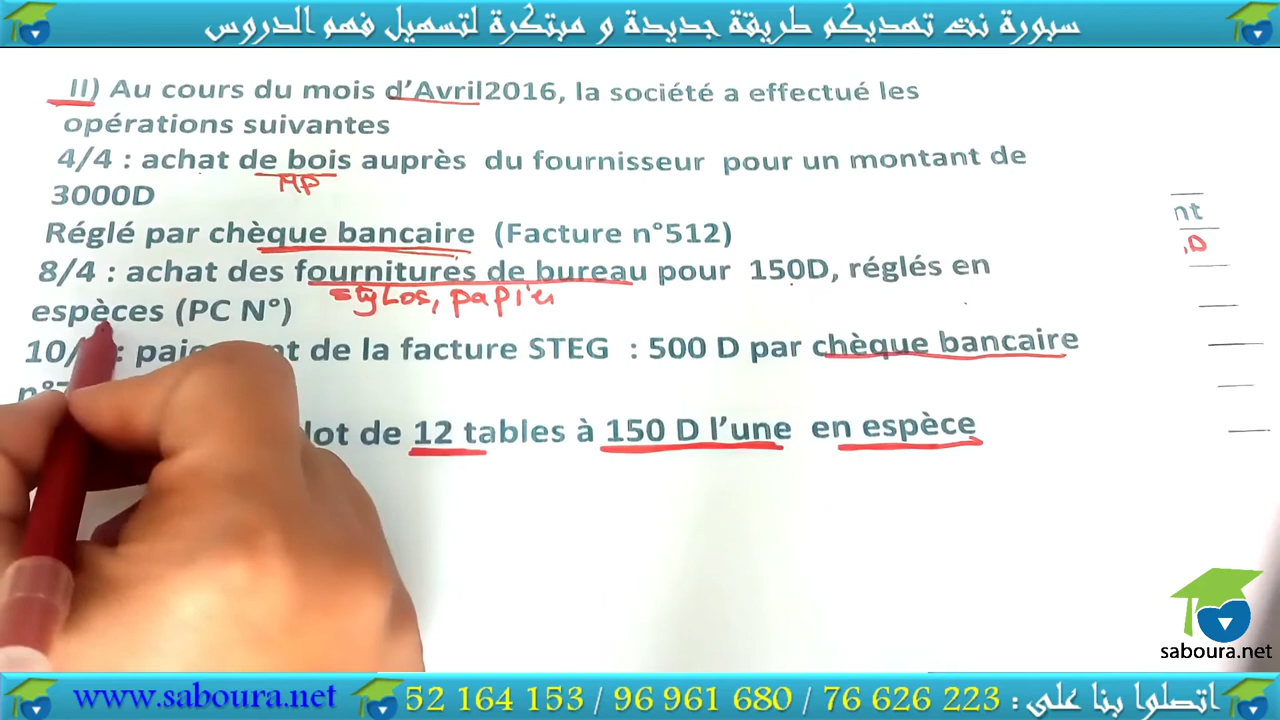 سبورة نت تهديكم طريقة جديدة و مبتكرة لتسهيل فهم الدروس
II) Au cours du mois d’Avril2016, la société a effectué les
opérations suivantes
4/4 : achat de bois auprès du fournisseur pour un montant de
MP
3000D
Réglé par chèque bancaire (Facture n°512)
nt
8/4 : achat des fournitures de bureau pour 150D, réglés en
.D
stylos, papier
espèces (PC N°)
10/ : de la facture STEG : 500 D par chèque bancaire
lot de 12 tables à 150 D l’une en espèce
saboura.net
www.saboura.net
52 164 153 / 96 961 680 / 76 626 223 : اتصلوا بنا على